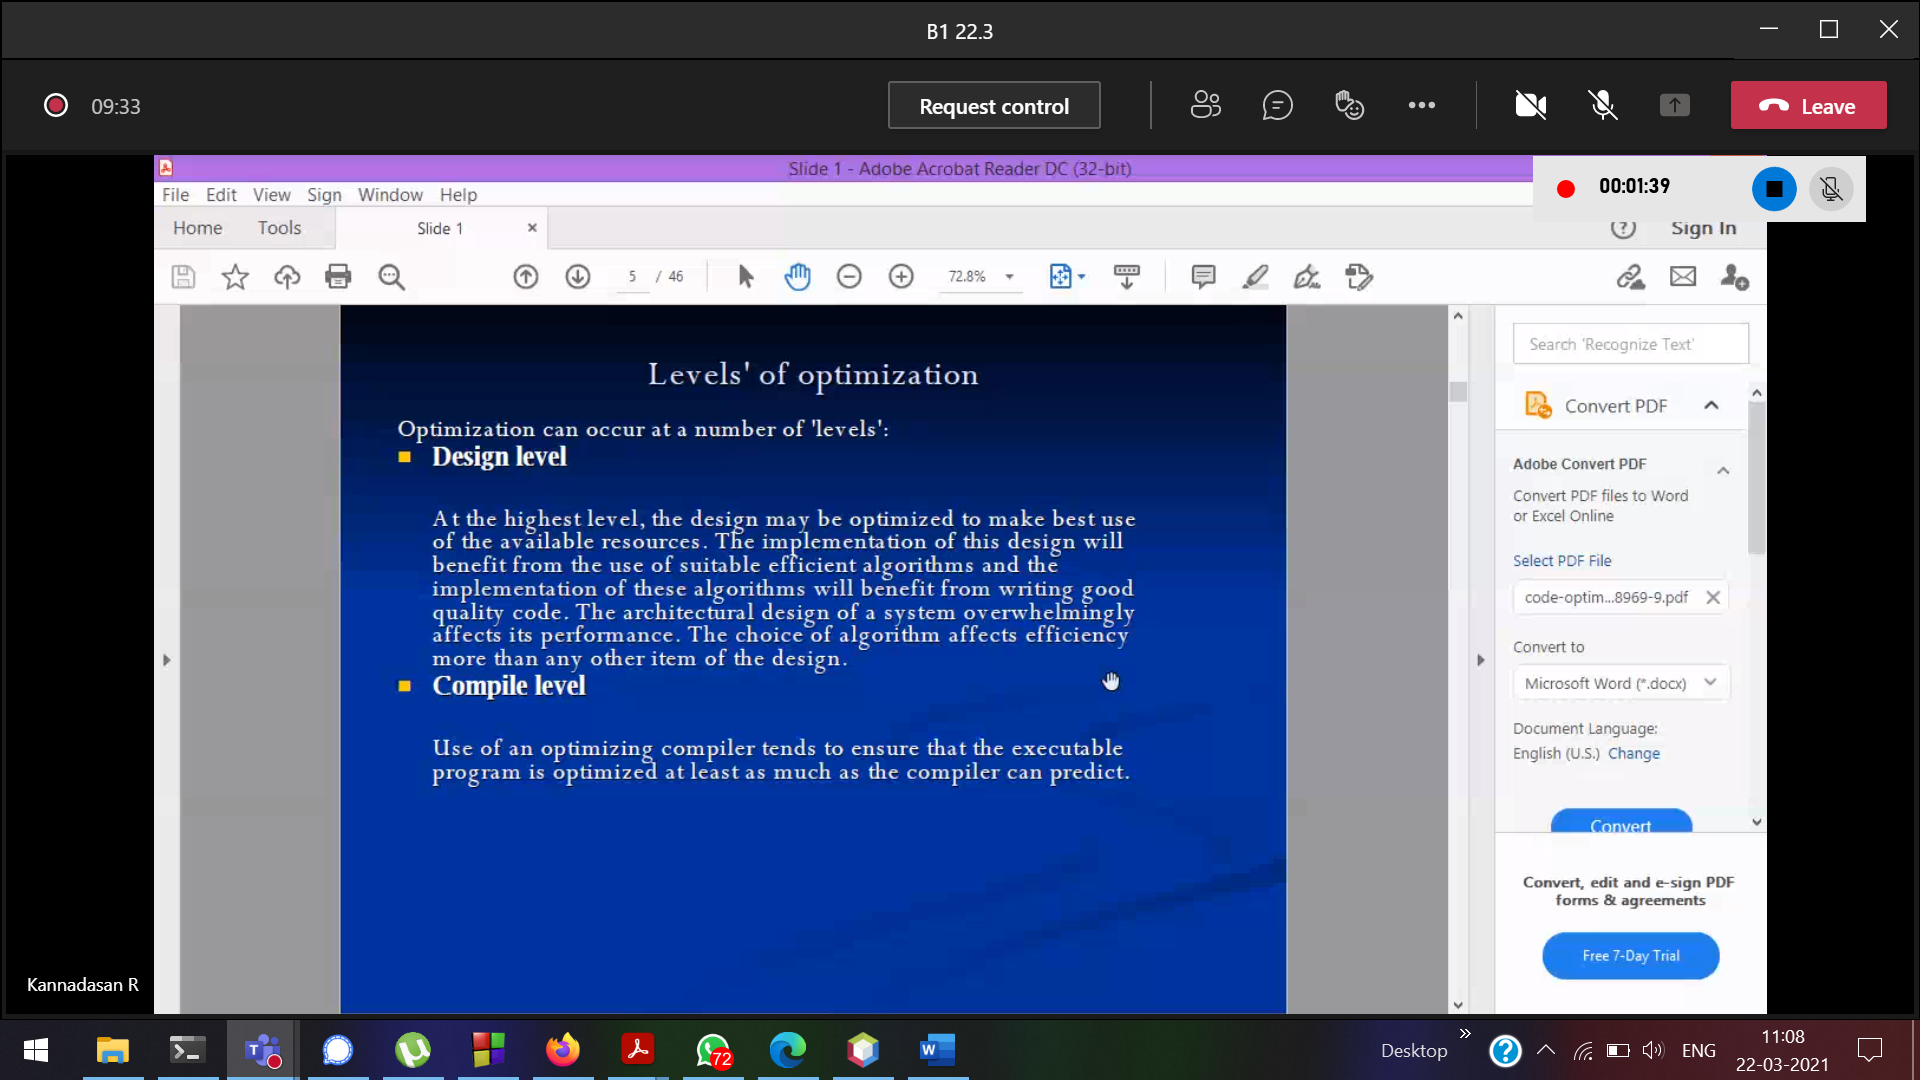 B1 22.3
09:33
Request control
Leave
Slide 1 - Adobe Acrobat Reader DC (32-bit)
00:01:39
File Edit View Sign Window Help
Home Tools Slide 1 ×
Sign In
5 / 46 72.8%
Levels' of optimization
Optimization can occur at a number of 'levels':
Design level
At the highest level, the design may be optimized to make best use
of the available resources. The implementation of this design will
benefit from the use of suitable efficient algorithms and the
implementation of these algorithms will benefit from writing good
quality code. The architectural design of a system overwhelmingly
affects its performance. The choice of algorithm affects efficiency
more than any other item of the design.
Compile level
Use of an optimizing compiler tends to ensure that the executable
program is optimized at least as much as the compiler can predict.
Search 'Recognize Text'
Convert PDF
Adobe Convert PDF
Convert PDF files to Word
or Excel Online
Select PDF File
code-optim...8969-9.pdf
Convert to
Microsoft Word (*.docx)
Document Language:
English (U.S.) Change
Convert
Convert, edit and e-sign PDF
forms & agreements
Free 7-Day Trial
Kannadasan R
72
Desktop
ENG
11:08
22-03-2021